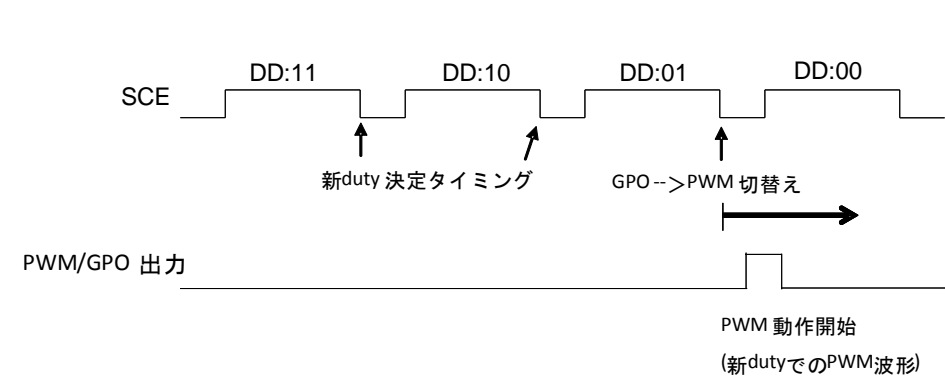 DD:11 DD:10 DD:01 DD:00
SCE
新duty 決定タイミング GPO -->PWM 切替え
PWM/GPO 出力
PWM 動作開始
(新dutyでのPWM波形)